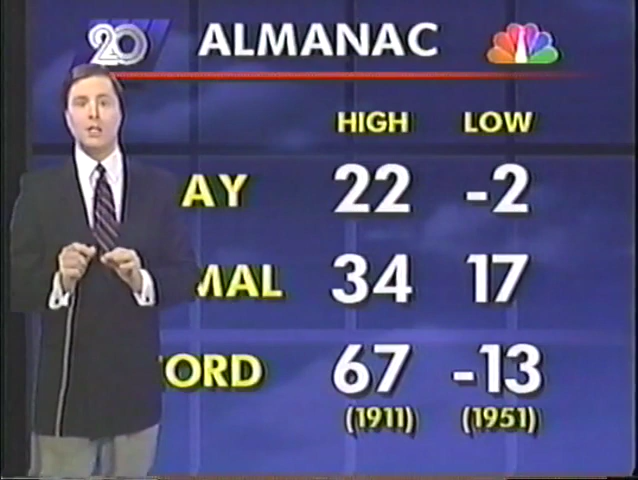 20 ALMANAC
HIGH LOW
AY 22 -2
MAL 34 17
ORD 67 -13
(1911) (1951)